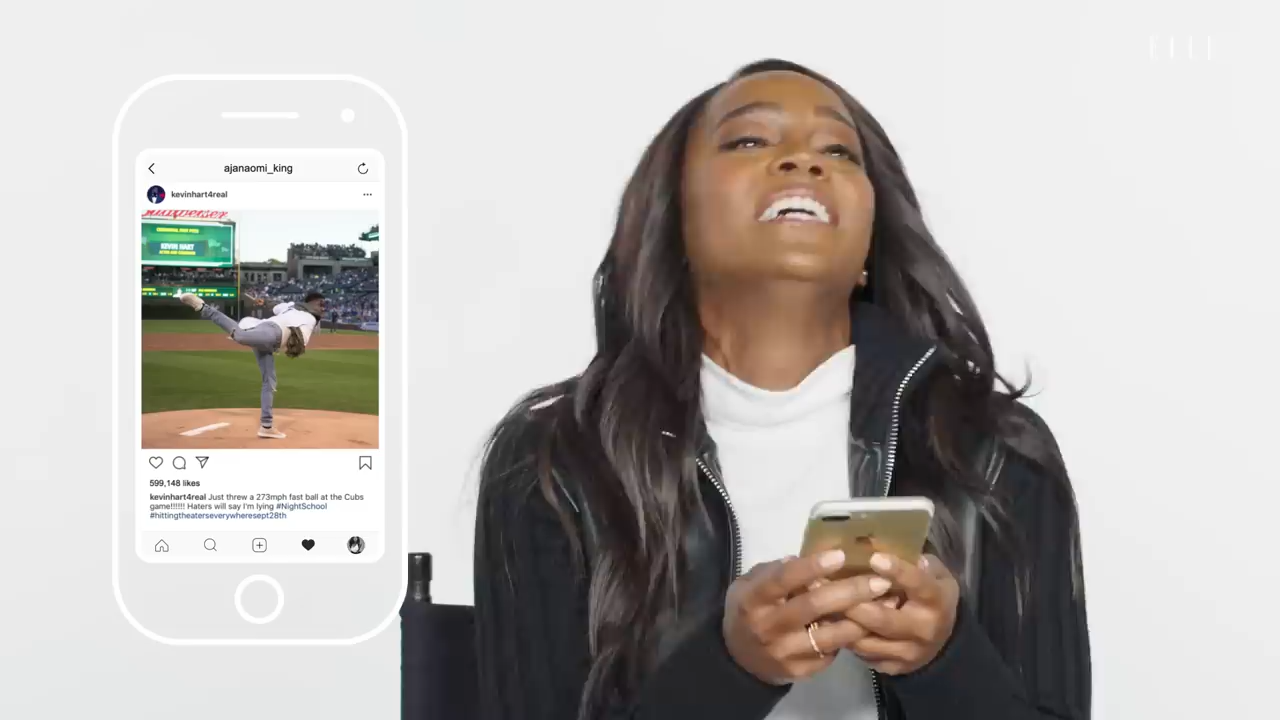 ELLE
ajanaomi_king
kevinhart4real
KEVIN HART
599,148 likes
kevinhart4real Just threw a 273mph fast ball at the Cubs
game!!!!!! Haters will say I'm lying #NightSchool
#hittingtheaterseverywheresept28th